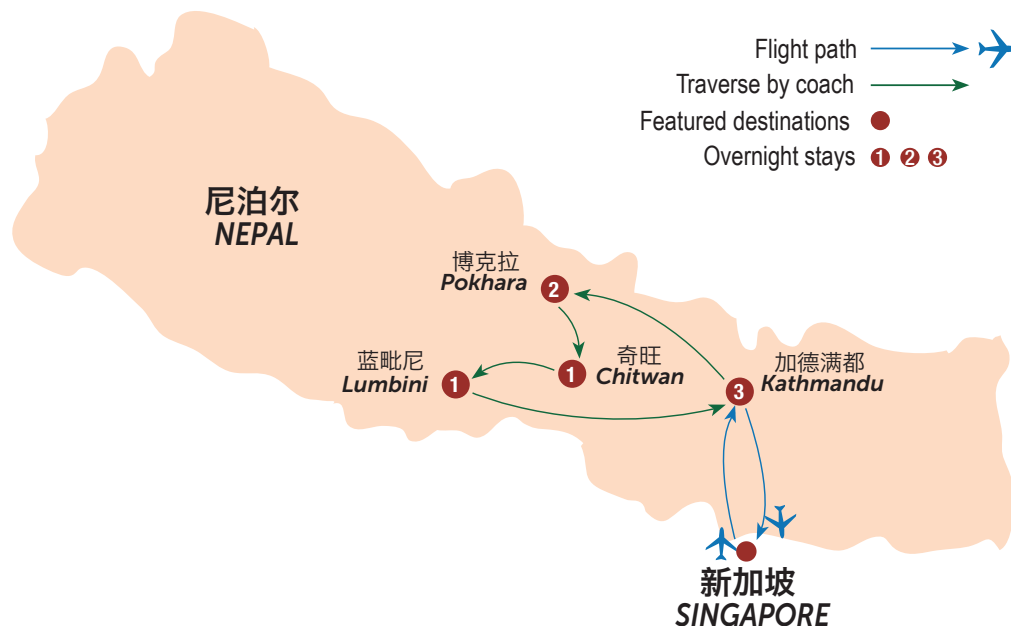 Flight path
Traverse by coach
Featured destinations
Overnight stays 1 2 3
尼泊尔
NEPAL
博克拉
Pokhara
2
蓝毗尼
Lumbini
1
1
奇旺
Chitwan
加德满都
Kathmandu
3
新加坡
SINGAPORE